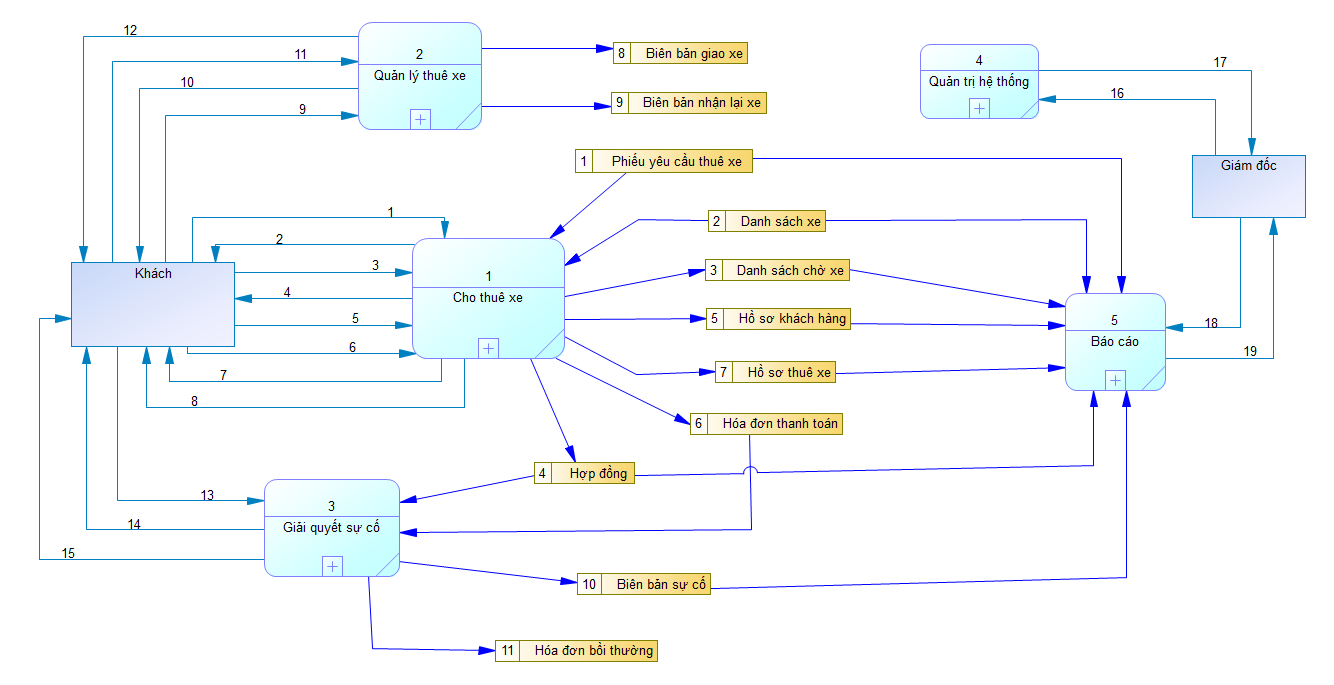 12
2
Quản lý thuê xe
11
10
9
8 Biên bản giao xe
9 Biên bản nhận lại xe
4
Quản trị hệ thống
17
16
Giám đốc
1 Phiếu yêu cầu thuê xe
2 Danh sách xe
3 Danh sách chở xe
5 Hồ sơ khách hàng
7 Hồ sơ thuê xe
6 Hóa đơn thanh toán
4 Hợp đồng
1
2
3
4
5
6
7
8
Khách
1
Cho thuê xe
5
Báo cáo
18
19
13
14
15
3
Giải quyết sự cố
10 Biên bản sự cố
11 Hóa đơn bồi thường